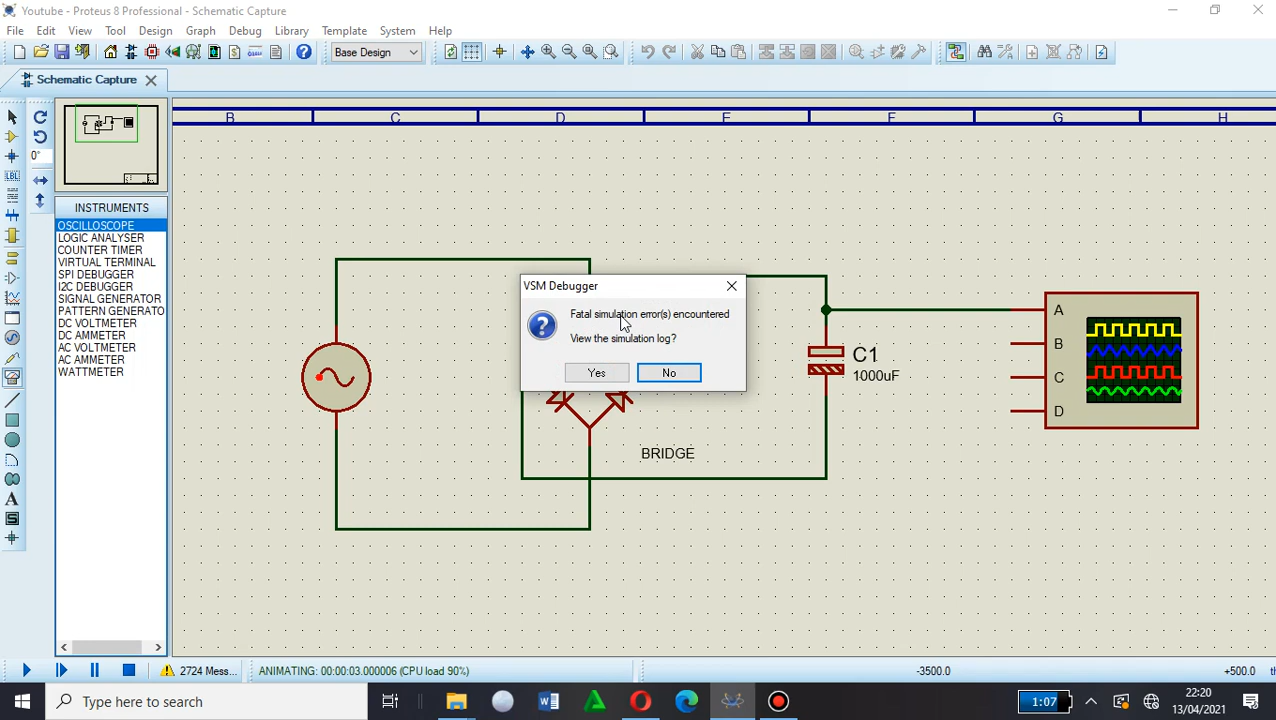 Youtube - Proteus 8 Professional - Schematic Capture
File Edit View Tool Design Graph Debug Library Template System Help
Base Design
Schematic Capture
B C D E F G H
0°
LBL
INSTRUMENTS
OSCILLOSCOPE
LOGIC ANALYSER
COUNTER TIMER
VIRTUAL TERMINAL
SPI DEBUGGER
I2C DEBUGGER
SIGNAL GENERATOR
PATTERN GENERATO
DC VOLTMETER
DC AMMETER
AC VOLTMETER
AC AMMETER
WATTMETER
VSM Debugger
Fatal simulation error(s) encountered
View the simulation log?
Yes No
C1
1000uF
BRIDGE
A
B
C
D
A
S
2724 Mess...
ANIMATING: 00:00:03.000006 (CPU load 90%)
-3500.0
+500.0
th
Type here to search
1:07
22:20
13/04/2021